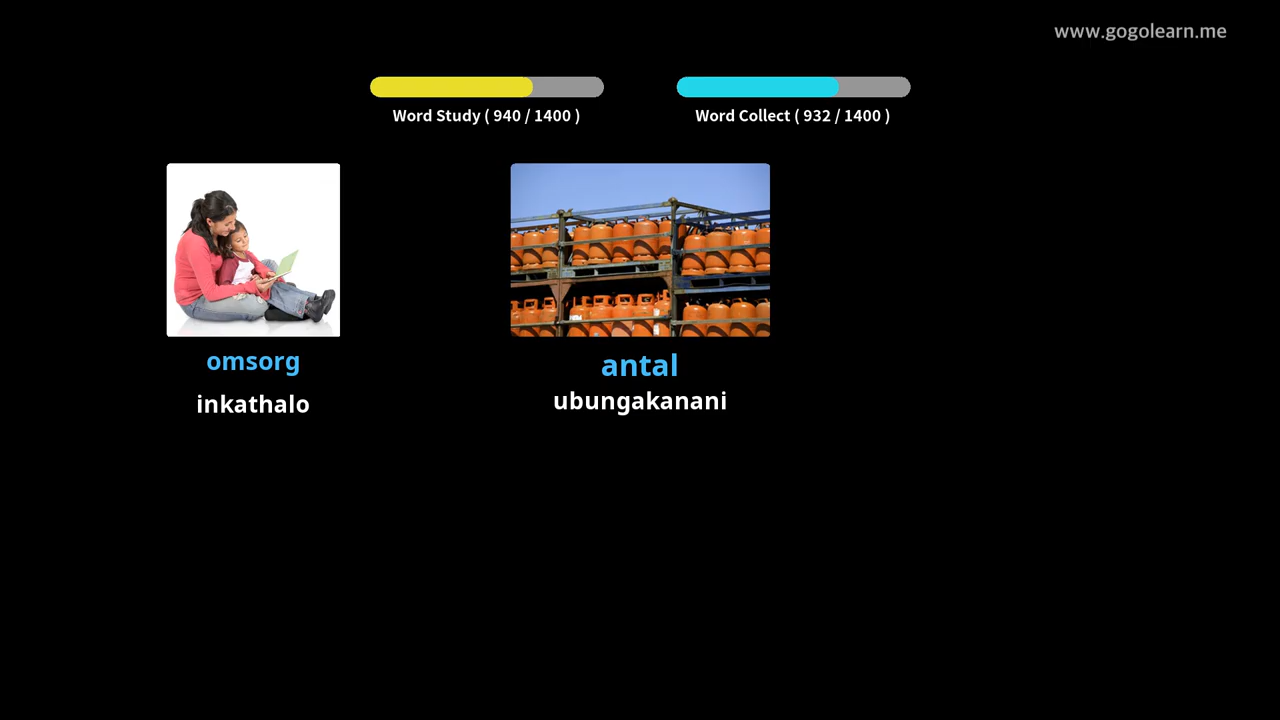 www.gogolearn.me
Word Study ( 940 / 1400 )
Word Collect ( 932 / 1400 )
omsorg
inkathalo
antal
ubungakanani